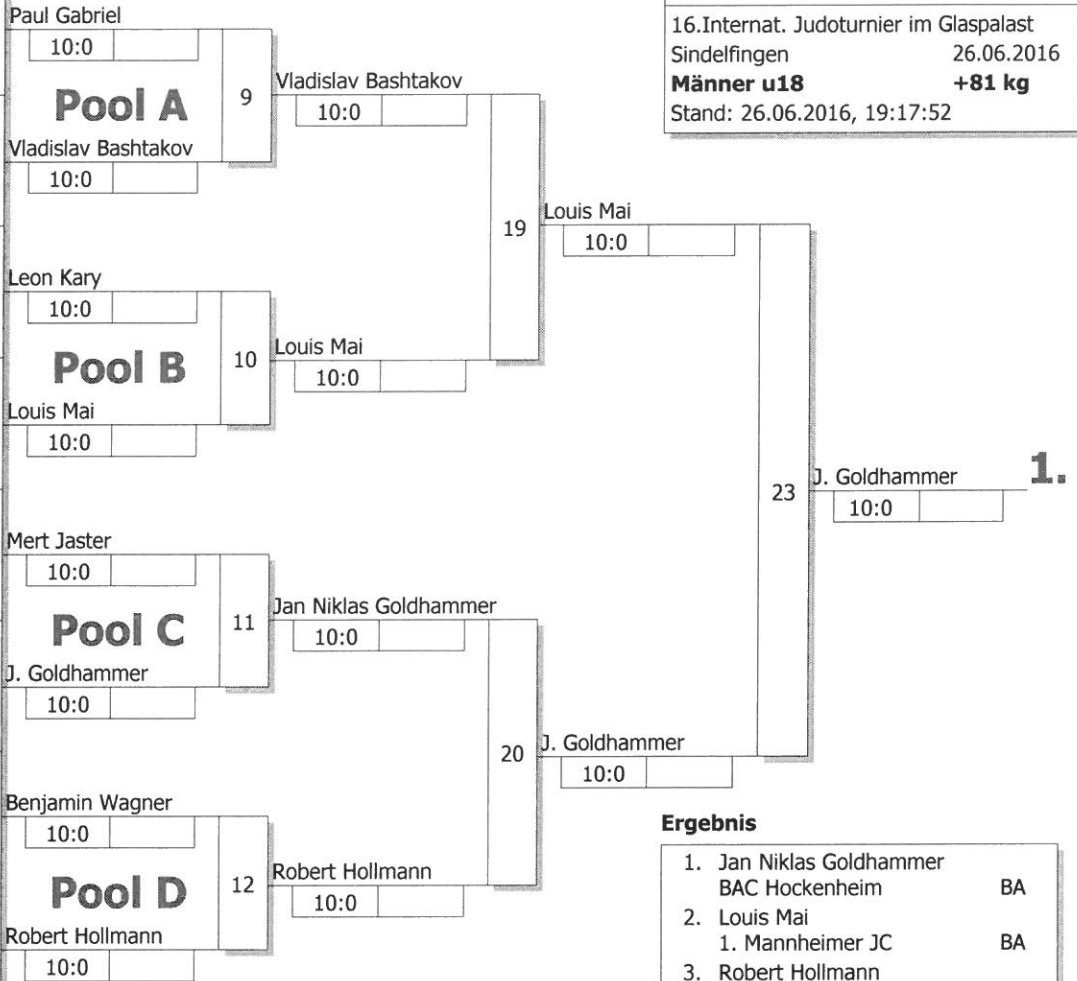 16.Internat. Judoturnier im Glaspalast
Sindelfingen 26.06.2016
Männer u18 +81 kg
Stand: 26.06.2016, 19:17:52
Paul Gabriel
10:0
Pool A
9
Vladislav Bashtakov
10:0
Vladislav Bashtakov
10:0
19
Louis Mai
10:0
Leon Kary
10:0
Pool B
10
Louis Mai
10:0
Louis Mai
10:0
23
J. Goldhammer
10:0
1.
Mert Jaster
10:0
Pool C
11
Jan Niklas Goldhammer
10:0
J. Goldhammer
10:0
20
J. Goldhammer
10:0
Benjamin Wagner
10:0
Pool D
12
Robert Hollmann
10:0
Robert Hollmann
10:0
Ergebnis
1. Jan Niklas Goldhammer
BAC Hockenheim BA
2. Louis Mai
1. Mannheimer JC BA
3. Robert Hollmann